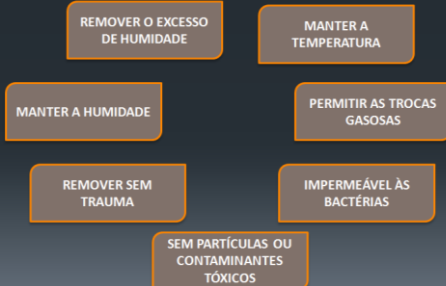 REMOVER O EXCESSO
DE HUMIDADE
MANTER A
TEMPERATURA
MANTER A HUMIDADE
PERMITIR AS TROCAS
GASOSAS
REMOVER SEM
TRAUMA
IMPERMEÁVEL ÀS
BACTÉRIAS
SEM PARTÍCULAS OU
CONTAMINANTES
TÓXICOS